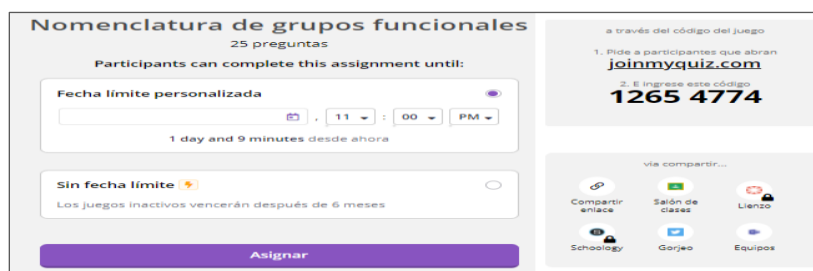 Nomenclatura de grupos funcionales
25 preguntas
Participants can complete this assignment until:
Fecha límite personalizada
, 11 : 00 PM
1 day and 9 minutes desde ahora
Sin fecha límite
Los juegos inactivos vencerán después de 6 meses
Asignar
a través del código del juego
1. Pide a participantes que abran
joinmyquiz.com
2. E ingrese este código
1265 4774
via compartir...
Compartir enlace
Salón de clases
Lienzo
Schoology
Gorjeo
Equipos